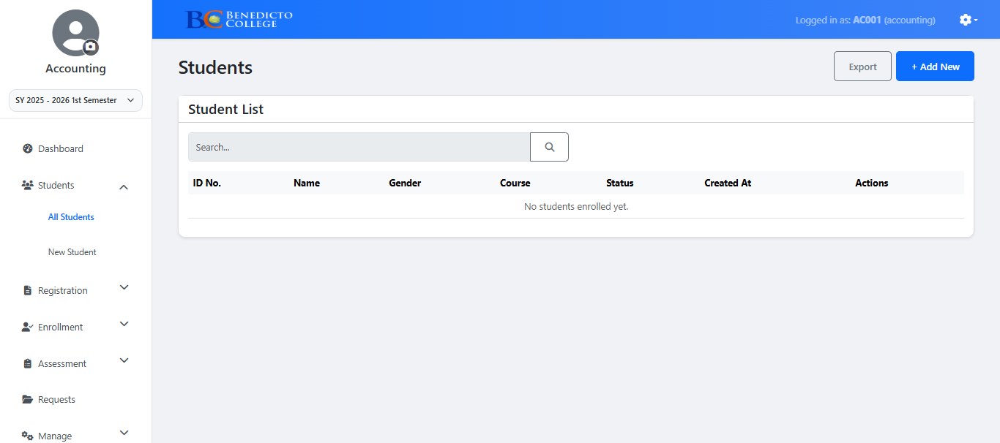 Accounting
SY 2025 - 2026 1st Semester
Dashboard
Students
All Students
New Student
Registration
Enrollment
Assessment
Requests
Manage
BC BENEDICTO COLLEGE
Logged in as: AC001 (accounting)
Students
Export
+ Add New
Student List
Search...
ID No. Name Gender Course Status Created At Actions
No students enrolled yet.